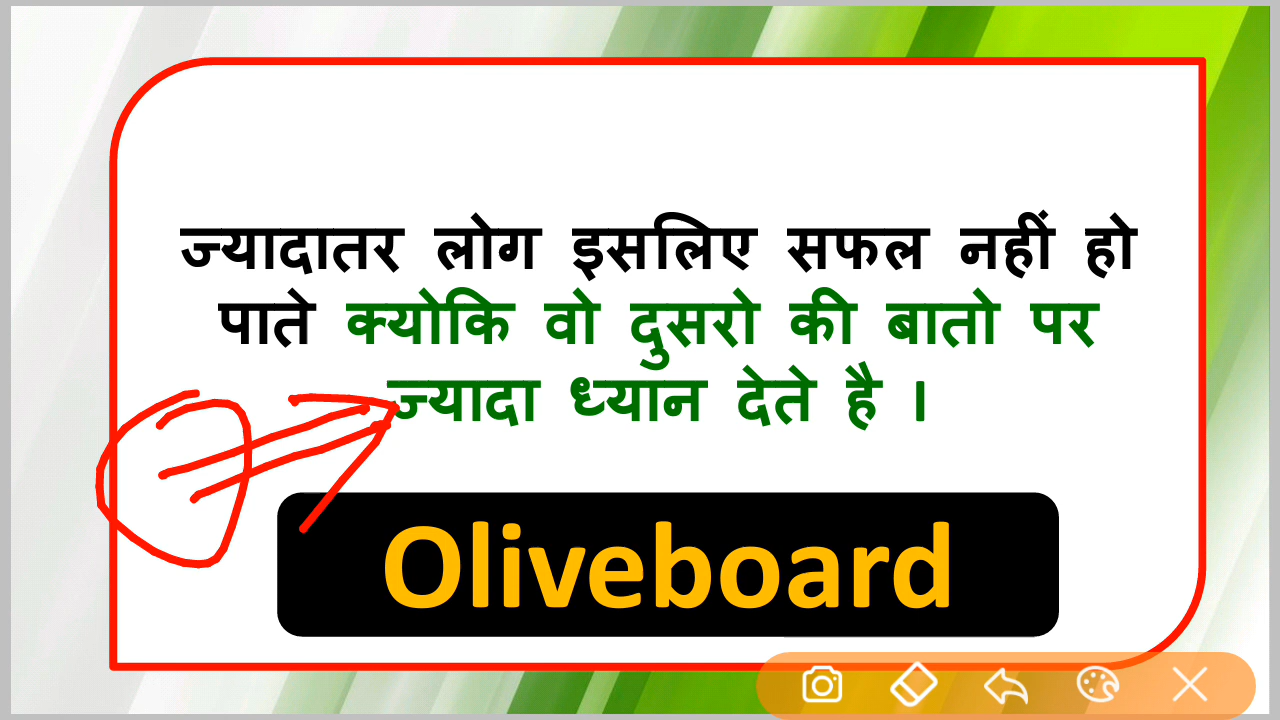 ज्यादातर लोग इसलिए सफल नहीं हो
पाते क्योकि वो दुसरो की बातो पर
ज्यादा ध्यान देते है ।
Oliveboard